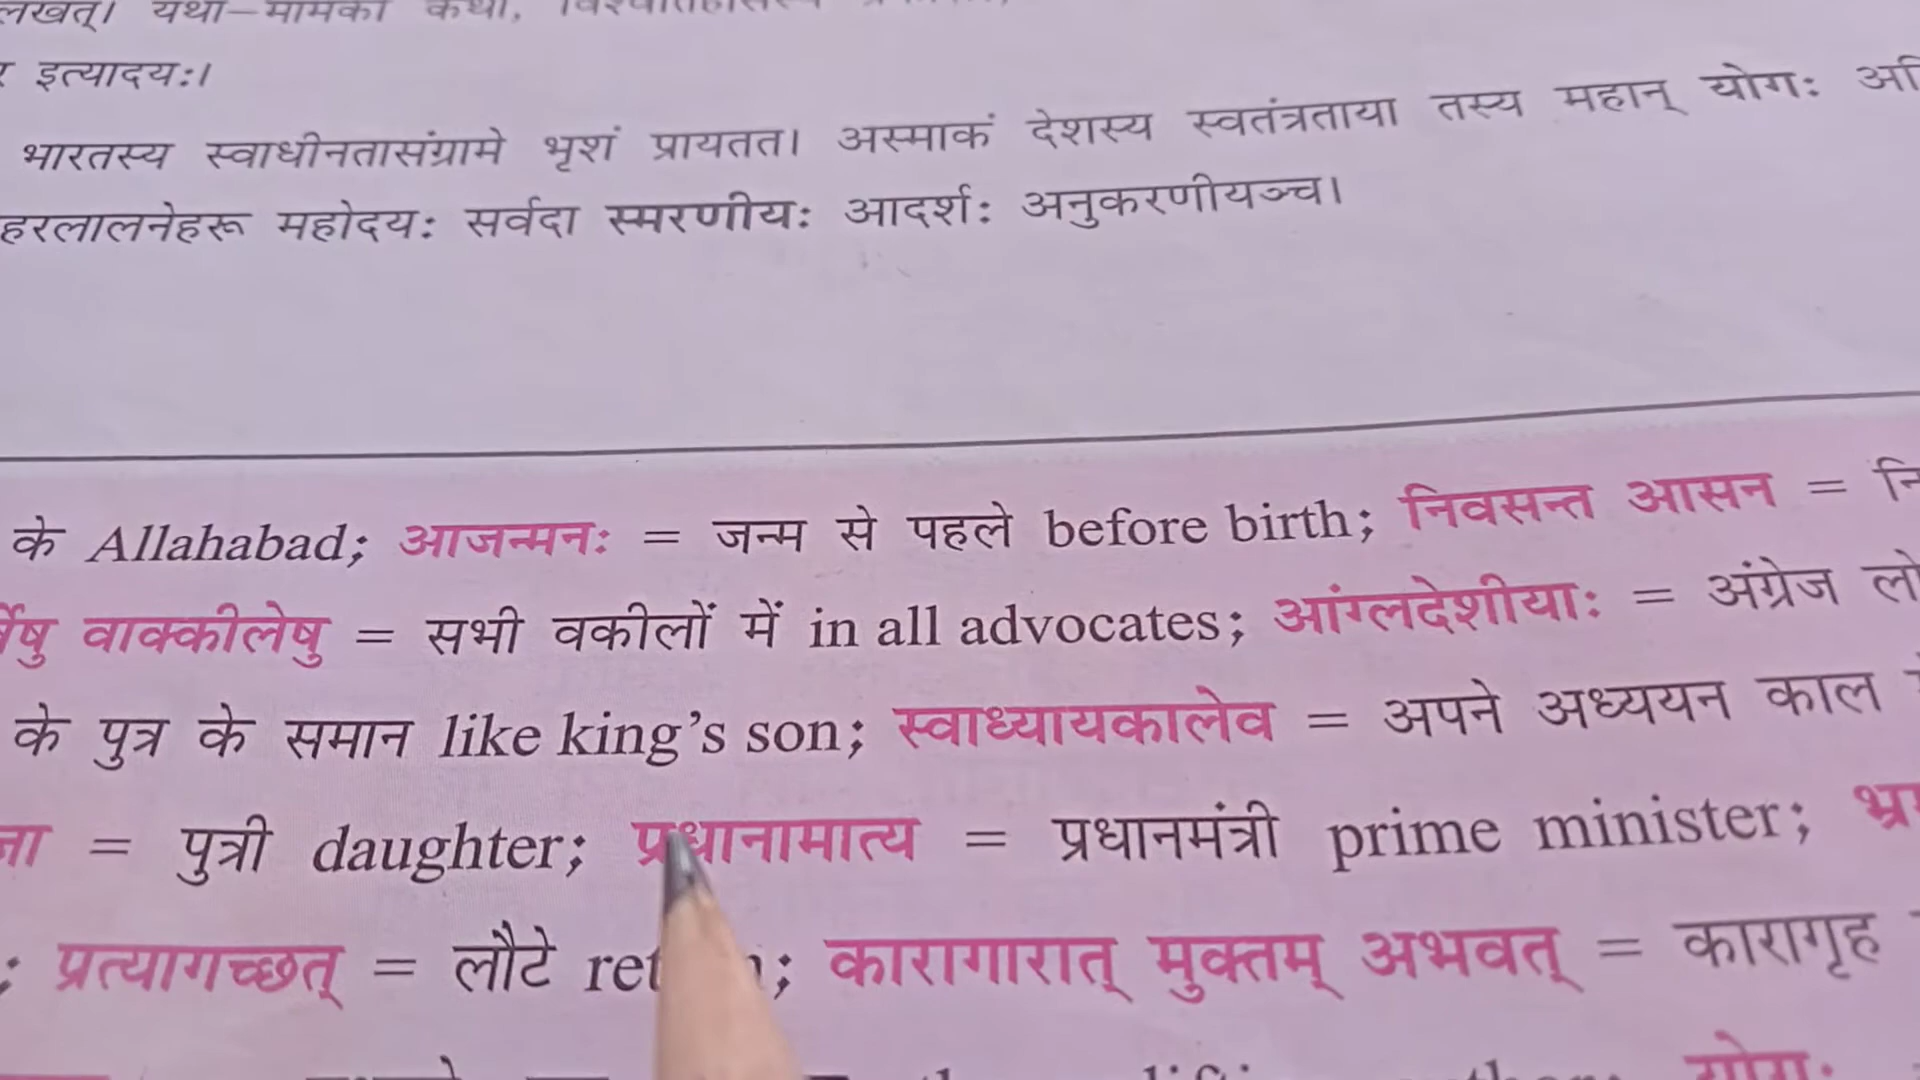 यथा–मामकी कथा,
इत्यादयः।
भारतस्य स्वाधीनतासंग्रामे भृशं प्रायतत। अस्माकं देशस्य स्वतंत्रताया तस्य महान् योगः
हरलालनेहरू महोदयः सर्वदा स्मरणीयः आदर्शः अनुकरणीयञ्च।
के Allahabad; आजन्मनः = जन्म से पहले before birth; निवसन्त आसन =
वाक्कीलेषु = सभी वकीलों में in all advocates; आंग्लदेशीयाः = अंग्रेज
के पुत्र के समान like king's son; स्वाध्यायकालेव = अपने अध्ययन काल
= पुत्री daughter; प्रधानामात्य = प्रधानमंत्री prime minister;
; प्रत्यागच्छत् = लौटे कारागारात् मुक्तम् अभवत् = कारागृह